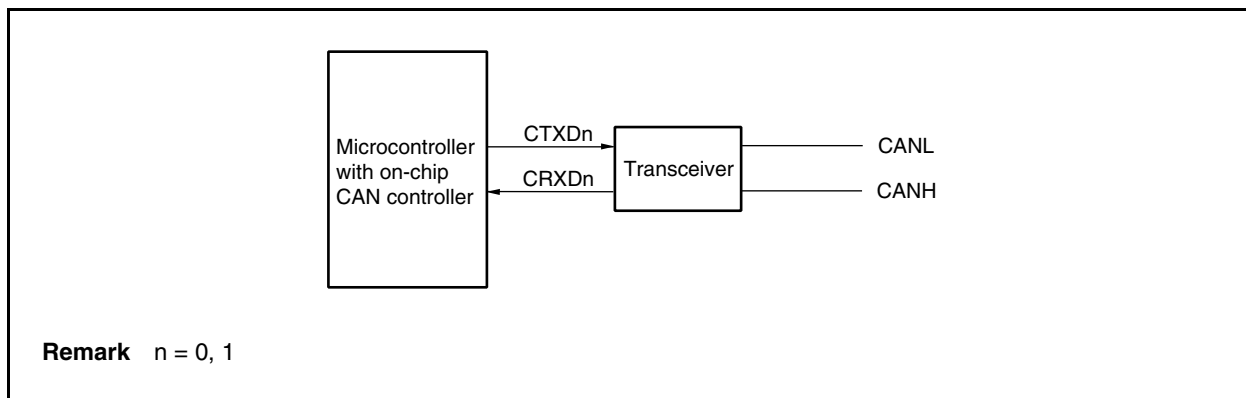 Microcontroller
with on-chip
CAN controller
CTXDn
CRXDn
Transceiver
CANL
CANH
Remark n = 0, 1